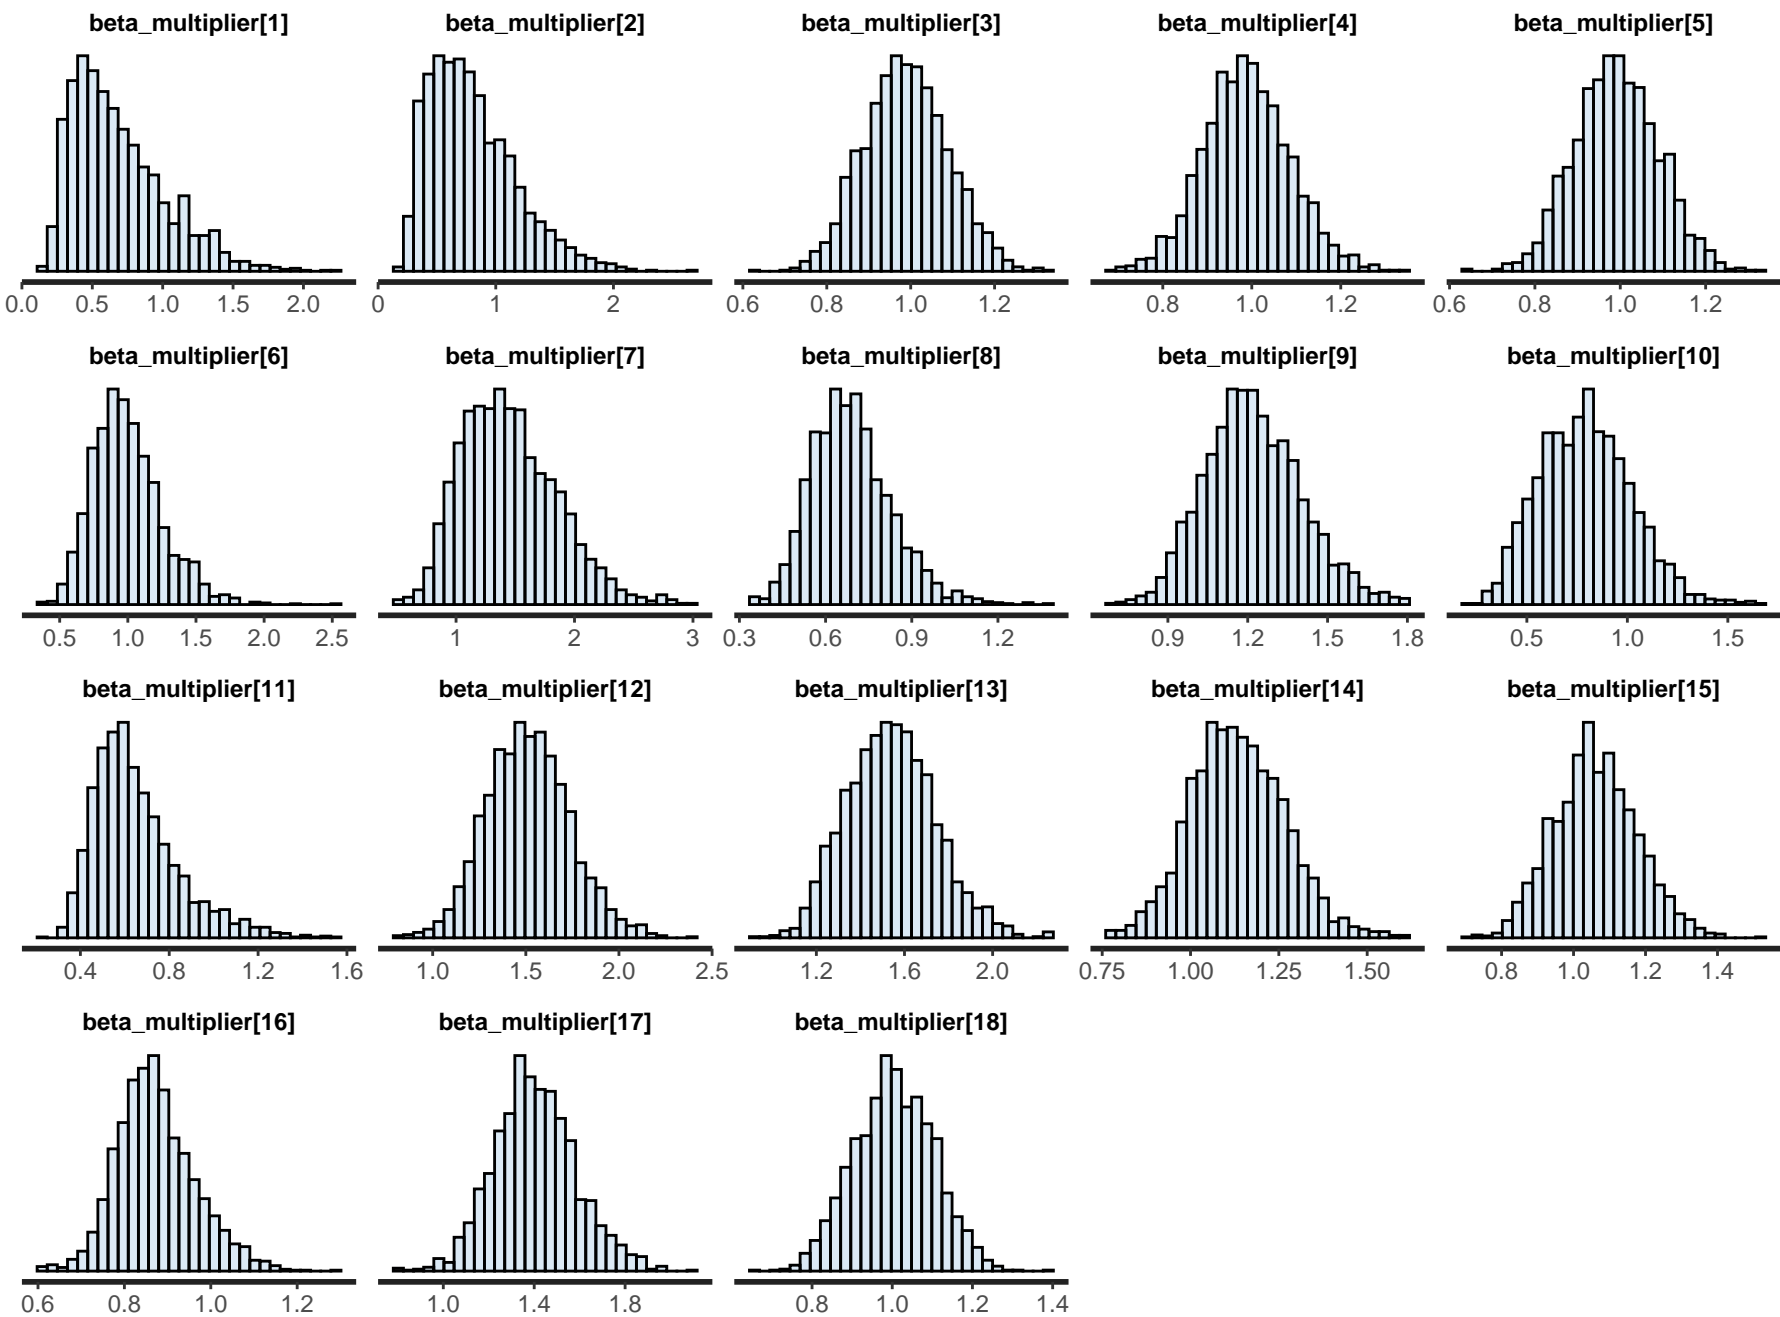 beta_multiplier[1] beta_multiplier[2] beta_multiplier[3] beta_multiplier[4] beta_multiplier[5]
0.0 0.5 1.0 1.5 2.0 0 1 2 0.6 0.8 1.0 1.2 0.8 1.0 1.2 0.6 0.8 1.0 1.2
beta_multiplier[6] beta_multiplier[7] beta_multiplier[8] beta_multiplier[9] beta_multiplier[10]
0.5 1.0 1.5 2.0 2.5 1 2 3 0.3 0.6 0.9 1.2 0.9 1.2 1.5 1.8 0.5 1.0 1.5
beta_multiplier[11] beta_multiplier[12] beta_multiplier[13] beta_multiplier[14] beta_multiplier[15]
0.4 0.8 1.2 1.6 1.0 1.5 2.0 2.5 1.2 1.6 2.0 0.75 1.00 1.25 1.50 0.8 1.0 1.2 1.4
beta_multiplier[16] beta_multiplier[17] beta_multiplier[18]
0.6 0.8 1.0 1.2 1.0 1.4 1.8 0.8 1.0 1.2 1.4